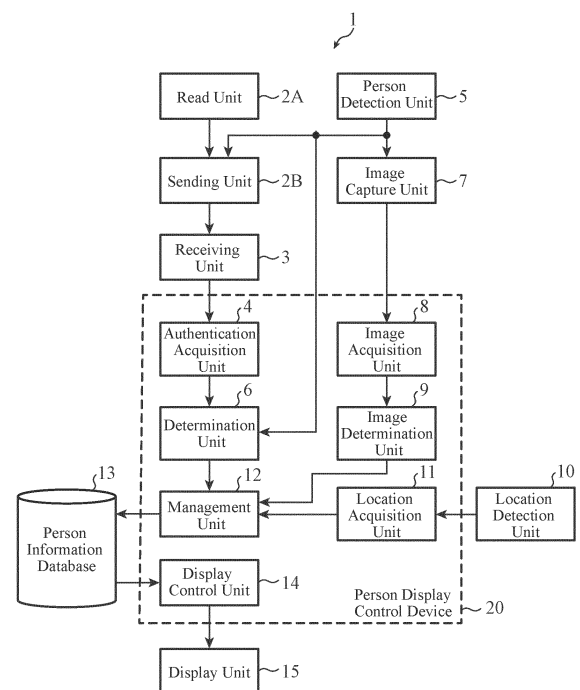 1
Read Unit
2A
Person
Detection Unit
5
Sending Unit
2B
Image
Capture Unit
7
Receiving
Unit
3
4
Authentication
Acquisition
Unit
8
Image
Acquisition
Unit
6
Determination
Unit
9
Image
Determination
Unit
13
Person
Information
Database
12
Management
Unit
11
Location
Acquisition
Unit
10
Location
Detection
Unit
Display
Control Unit
14
Person Display
Control Device
20
Display Unit
15